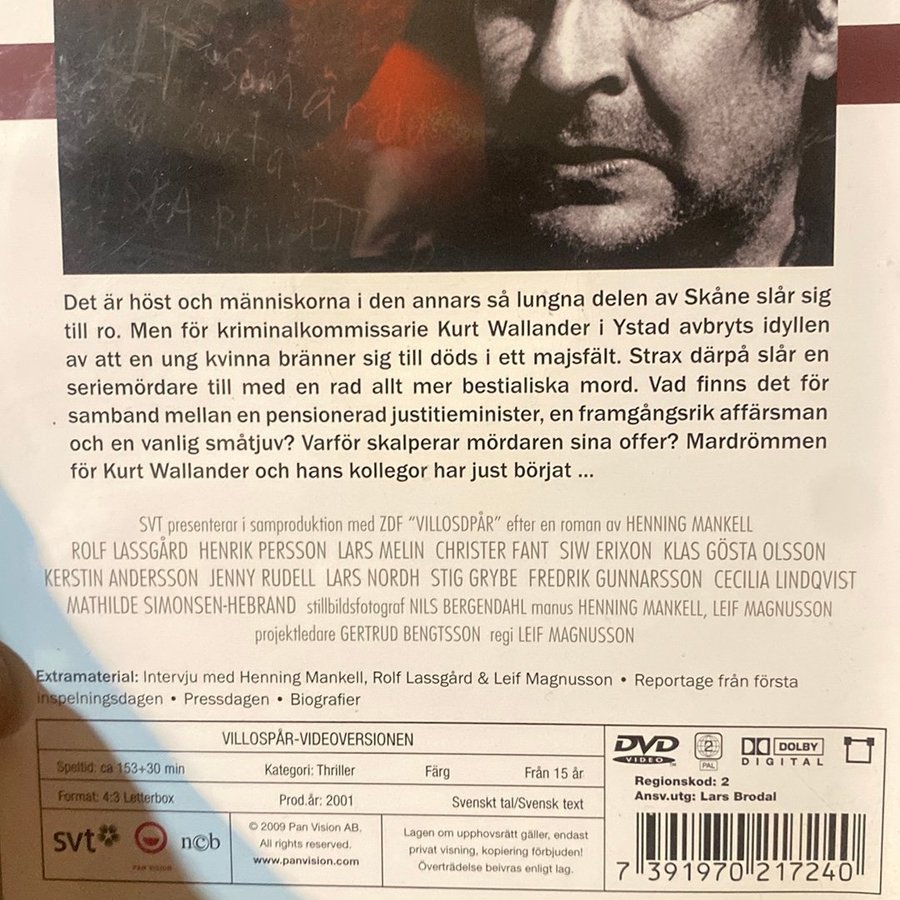 som är
Det är höst och människorna i den annars så lungna delen av Skåne slår sig
till ro. Men för kriminalkommissarie Kurt Wallander i Ystad avbryts idyllen
av att en ung kvinna bränner sig till döds i ett majsfält. Strax därpå slår en
seriemördare till med en rad allt mer bestialiska mord. Vad finns det för
samband mellan en pensionerad justitieminister, en framgångsrik affärsman
och en vanlig småtjuv? Varför skalperar mördaren sina offer? Mardrömmen
för Kurt Wallander och hans kollegor har just börjat ...
SVT presenterar i samproduktion med ZDF "VILLOSDPÅR" efter en roman av HENNING MANKELL
ROLF LASSGÅRD HENRIK PERSSON LARS MELIN CHRISTER FANT SIW ERIXON KLAS GÖSTA OLSSON
KERSTIN ANDERSSON JENNY RUDELL LARS NORDH STIG GRYBE FREDRIK GUNNARSSON CECILIA LINDQVIST
MATHILDE SIMONSEN-HEBRAND stillbildsfotograf NILS BERGENDAHL manus HENNING MANKELL, LEIF MAGNUSSON
projektledare GERTRUD BENGTSSON regi LEIF MAGNUSSON
Extramaterial: Intervju med Henning Mankell, Rolf Lassgård & Leif Magnusson • Reportage från första
inspelningsdagen • Pressdagen • Biografier
VILLOSPÅR-VIDEOVERSIONEN
Speltid: ca 153+30 min Kategori: Thriller Färg Från 15 år
Format: 4:3 Letterbox Prod.år: 2001 Svenskt tal/Svensk text
svt PAN VISION n©b
© 2009 Pan Vision AB.
All rights reserved.
www.panvision.com
Lagen om upphovsrätt gäller, endast
privat visning, kopiering förbjuden!
Överträdelse beivras enligt lag.
DVD VIDEO 2 PAL DOLBY DIGITAL
Regionskod: 2
Ansv.utg: Lars Brodal
7 391970 217240